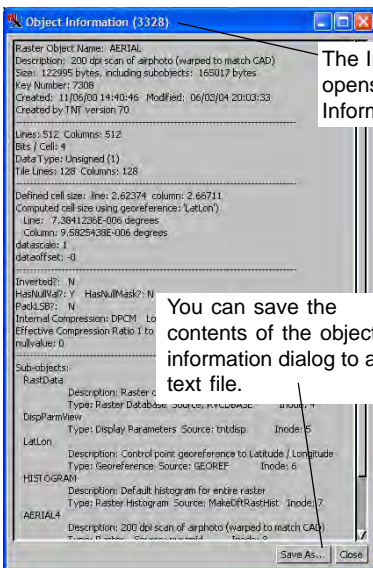 Object Information (3328)
Raster Object Name: AERIAL
Description: 200 dpi scan of airphoto (warped to match CAD)
Size: 122995 bytes, including subobjects: 165017 bytes
Key Number: 7308
Created: 11/06/00 14:40:46 Modified: 06/03/04 20:03:33
Created by TNT version 70
Lines: 512 Columns: 512
Bits / Cell: 4
Data Type: Unsigned (1)
Tile Lines: 128 Columns: 128
Defined cell size: line: 2.62374 column: 2.66711
Computed cell size using georeference: 'LatLon')
Line: 7.3841236E-006 degrees
Column: 9.5825438E-006 degrees
datascale: 1
dataoffset: -0
Inverted?: N
HasNullVal?: Y HasNullMask?: N
PackLSB?: N
Internal Compression: DPCM
Effective Compression Ratio 1 to
nullvalue: 0
Sub-objects:
RastData
Description: Raster
Type: Raster Database Source: RVCDBASE Inode: 4
DispParmView
Type: Display Parameters Source: tntdisp Inode: 5
LatLon
Description: Control point georeference to Latitude / Longitude
Type: Georeference Source: GEOREF Inode: 6
HISTOGRAM
Description: Default histogram for entire raster
Type: Raster Histogram Source: MakeDftRastHist Inode: 7
AERIAL4
Description: 200 dpi scan of airphoto (warped to match CAD)
Save As... Close
The
opens
Inform
You can save the
contents of the object
information dialog to a
text file.